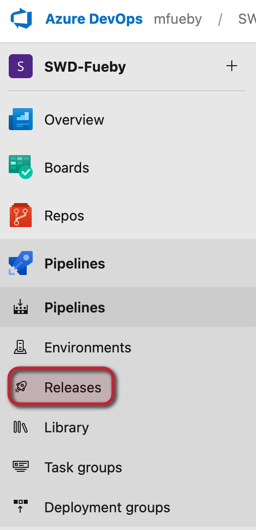 Azure DevOps mfueby / SW
S SWD-Fueby +
Overview
Boards
Repos
Pipelines
Pipelines
Environments
Releases
Library
Task groups
Deployment groups